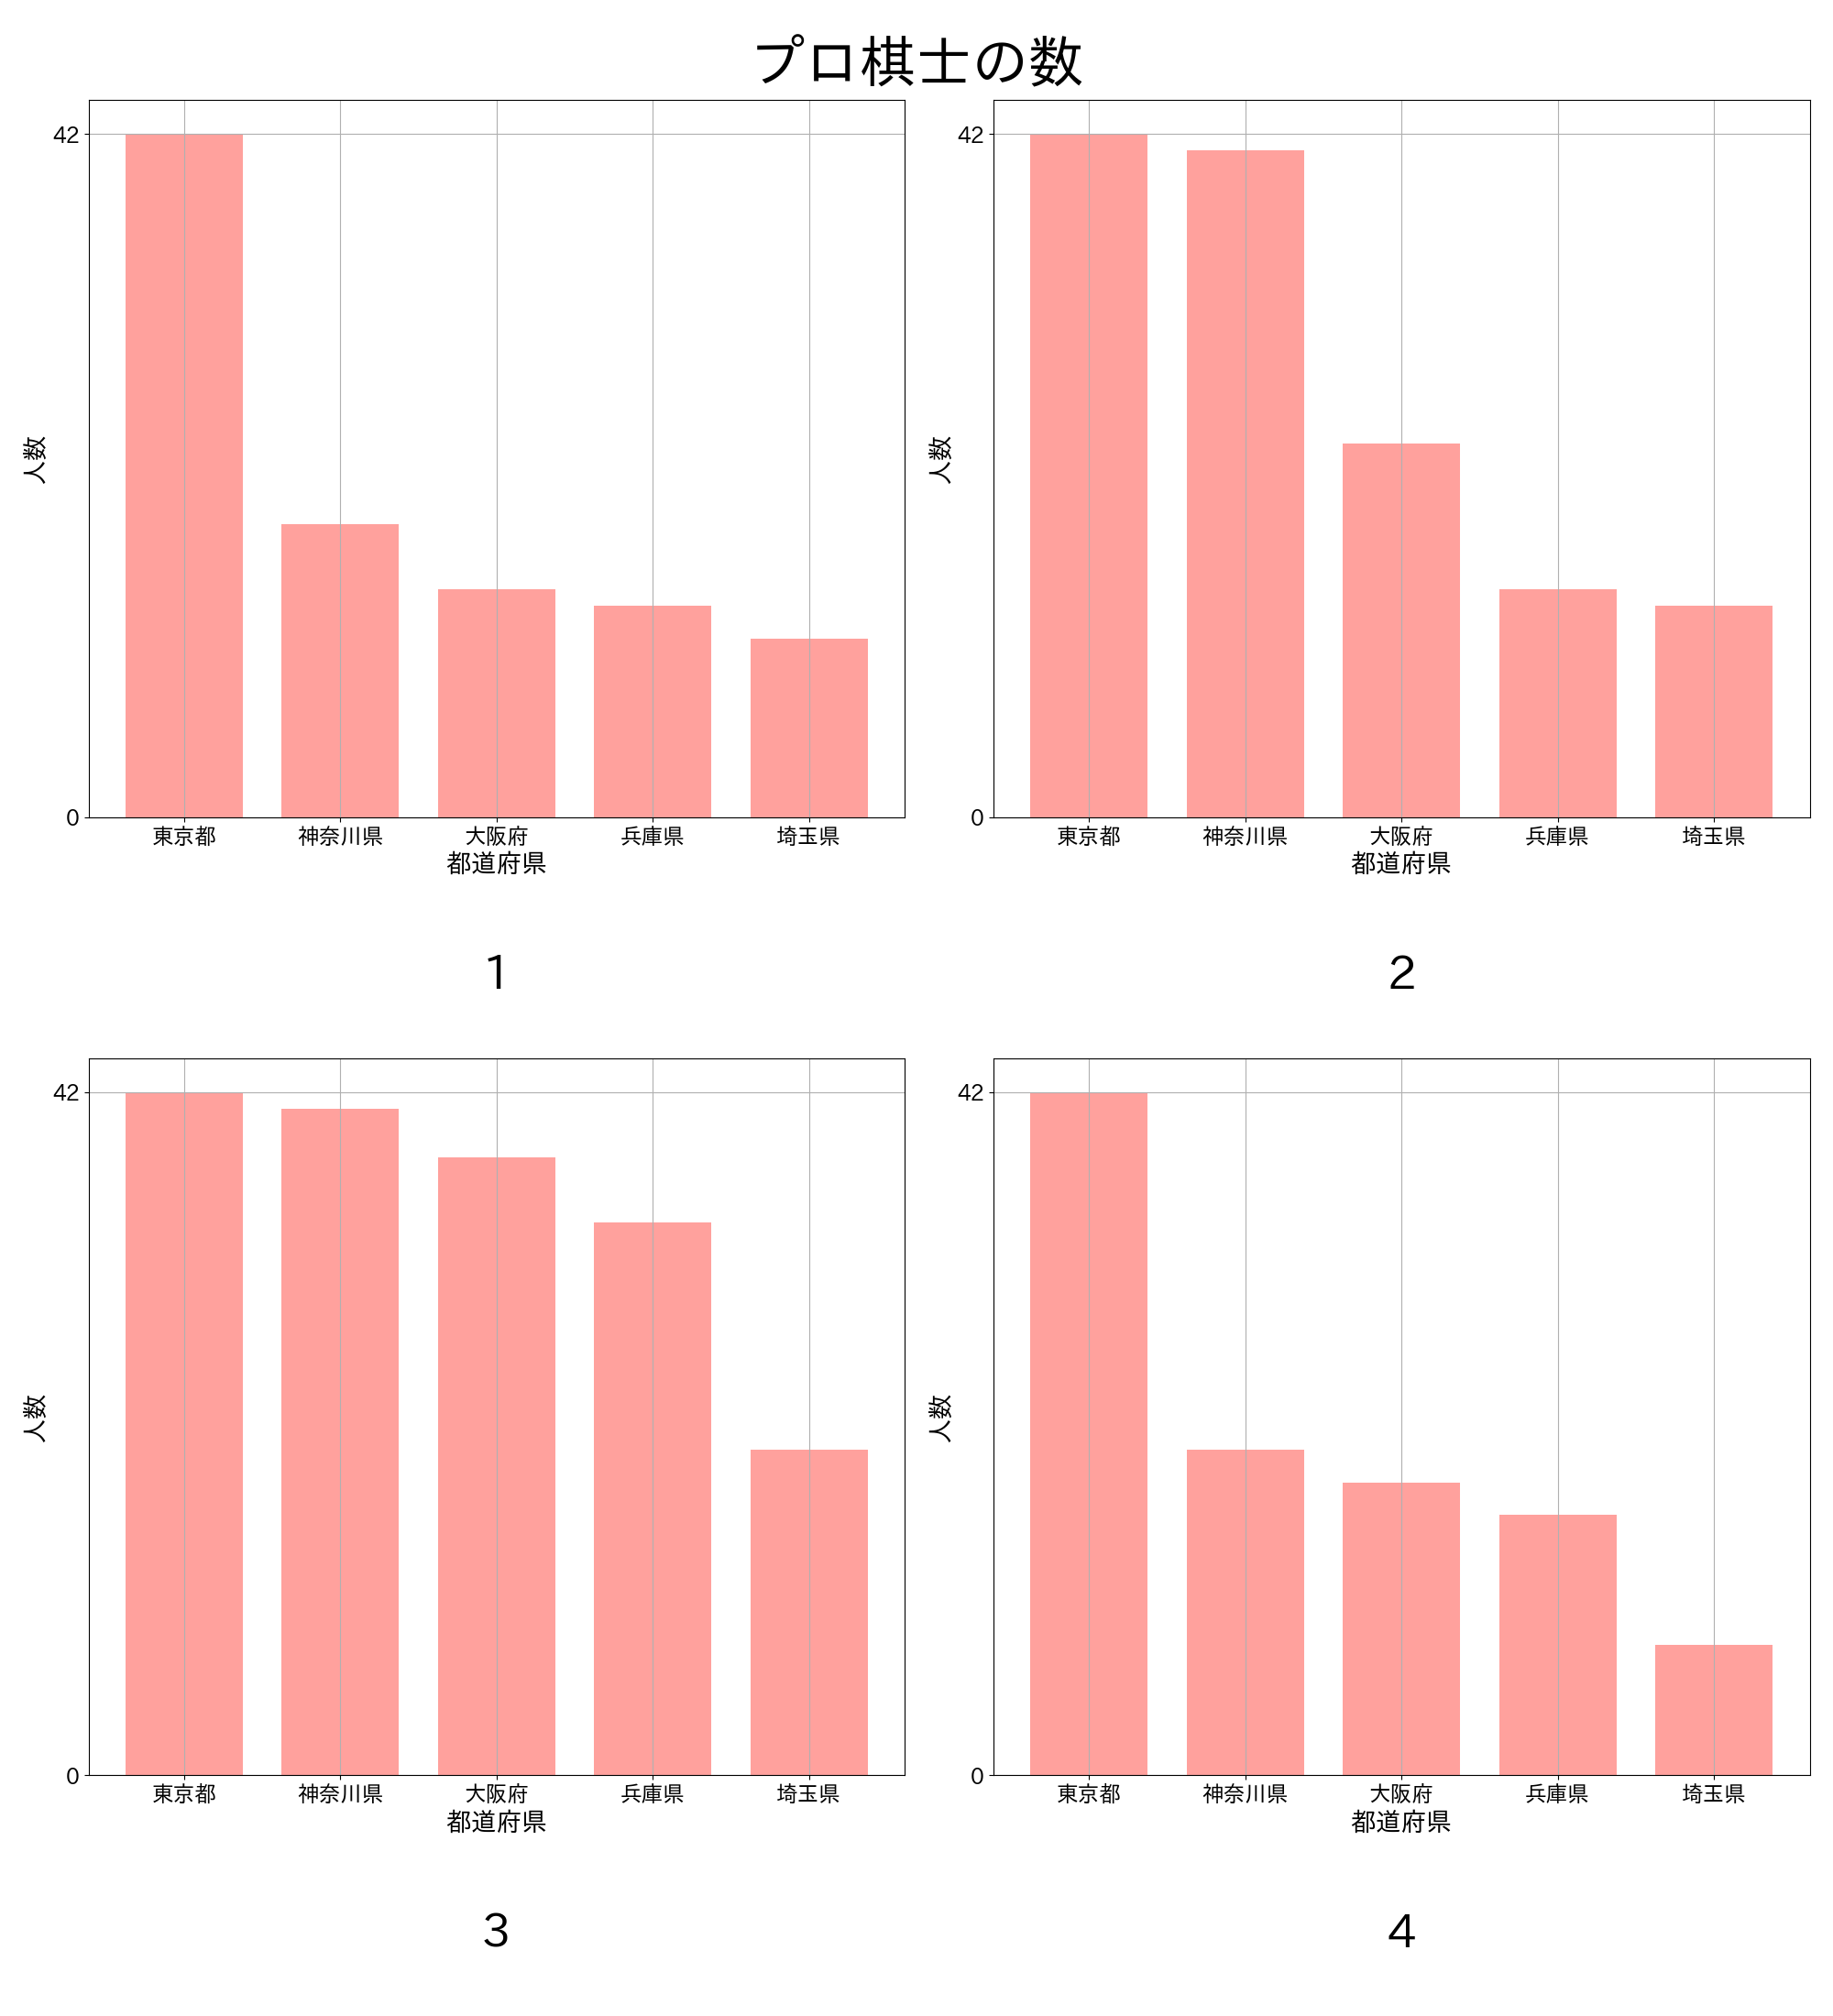 プロ棋士の数
42
0
人数
東京都 神奈川県 大阪府 兵庫県 埼玉県
都道府県
1
42
0
人数
東京都 神奈川県 大阪府 兵庫県 埼玉県
都道府県
2
42
0
人数
東京都 神奈川県 大阪府 兵庫県 埼玉県
都道府県
3
42
0
人数
東京都 神奈川県 大阪府 兵庫県 埼玉県
都道府県
4